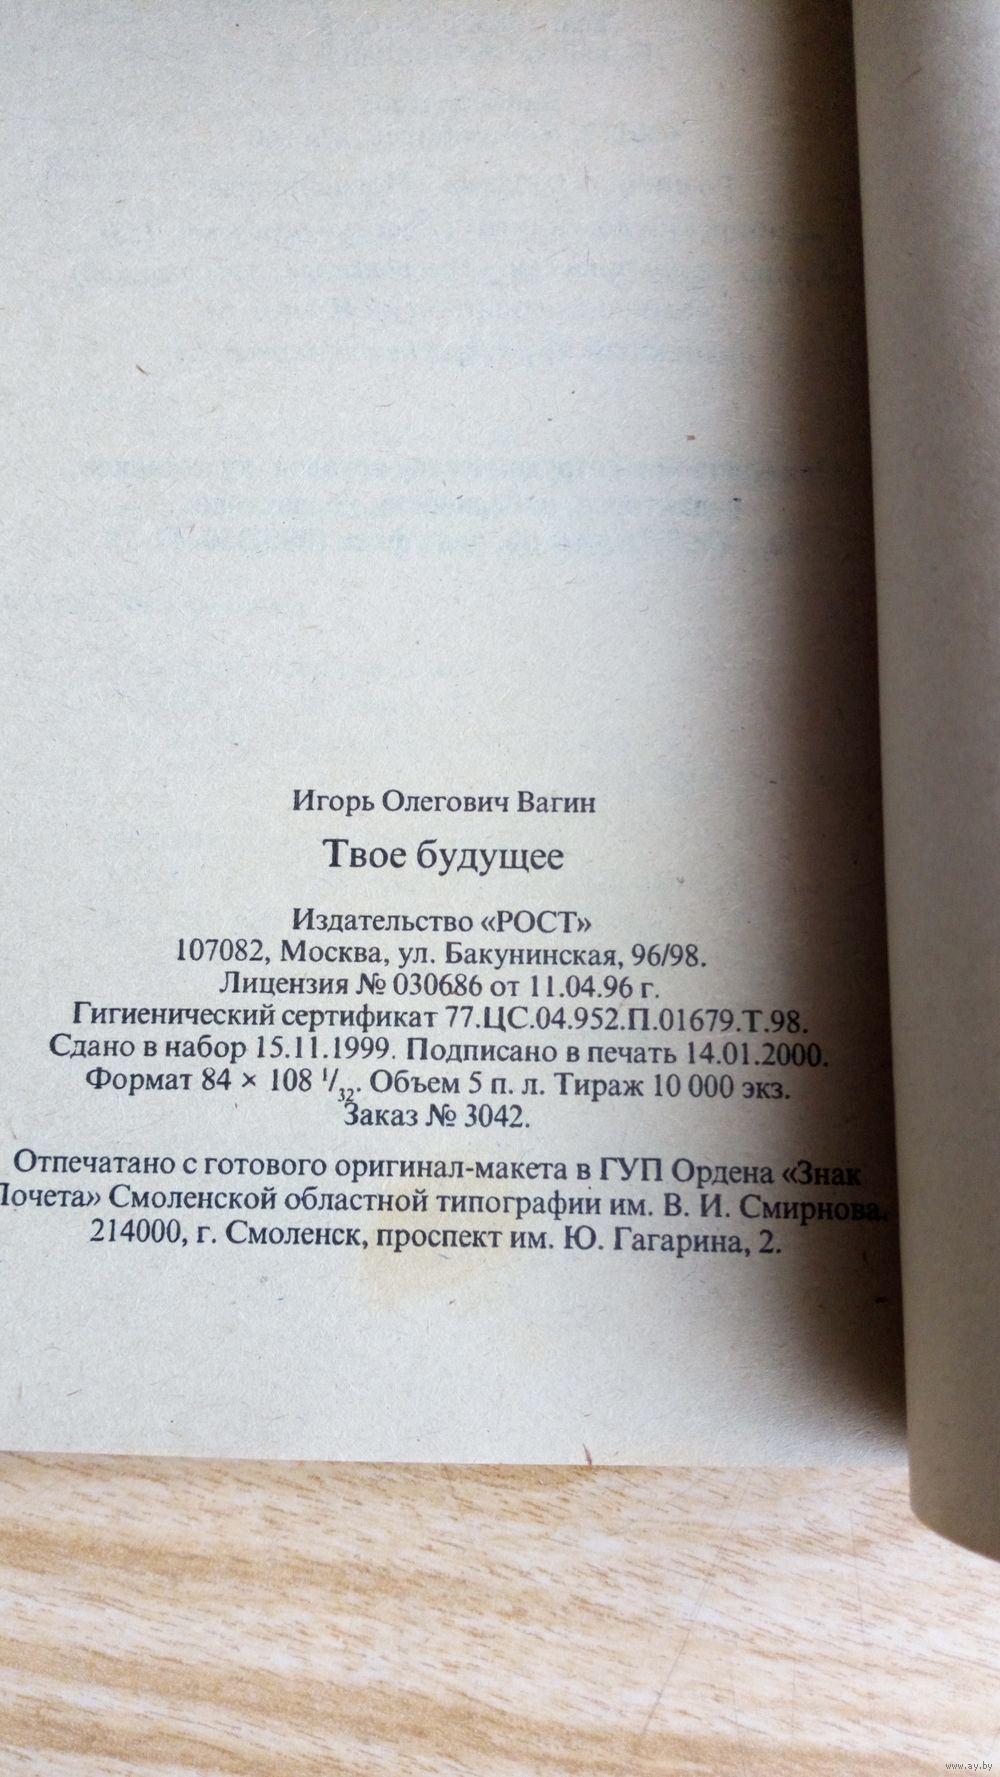 Игорь Олегович Вагин
Твое будущее
Издательство «РОСТ»
107082, Москва, ул. Бакунинская, 96/98.
Лицензия № 030686 от 11.04.96 г.
Гигиенический сертификат 77.ЦС.04.952.П.01679.Т.98.
Сдано в набор 15.11.1999. Подписано в печать 14.01.2000.
Формат 84 × 108 1/32. Объем 5 п. л. Тираж 10 000 экз.
Заказ № 3042.
Отпечатано с готового оригинал-макета в ГУП Ордена «Знак
Почета» Смоленской областной типографии им. В. И. Смирнова.
214000, г. Смоленск, проспект им. Ю. Гагарина, 2.
www.ay.by